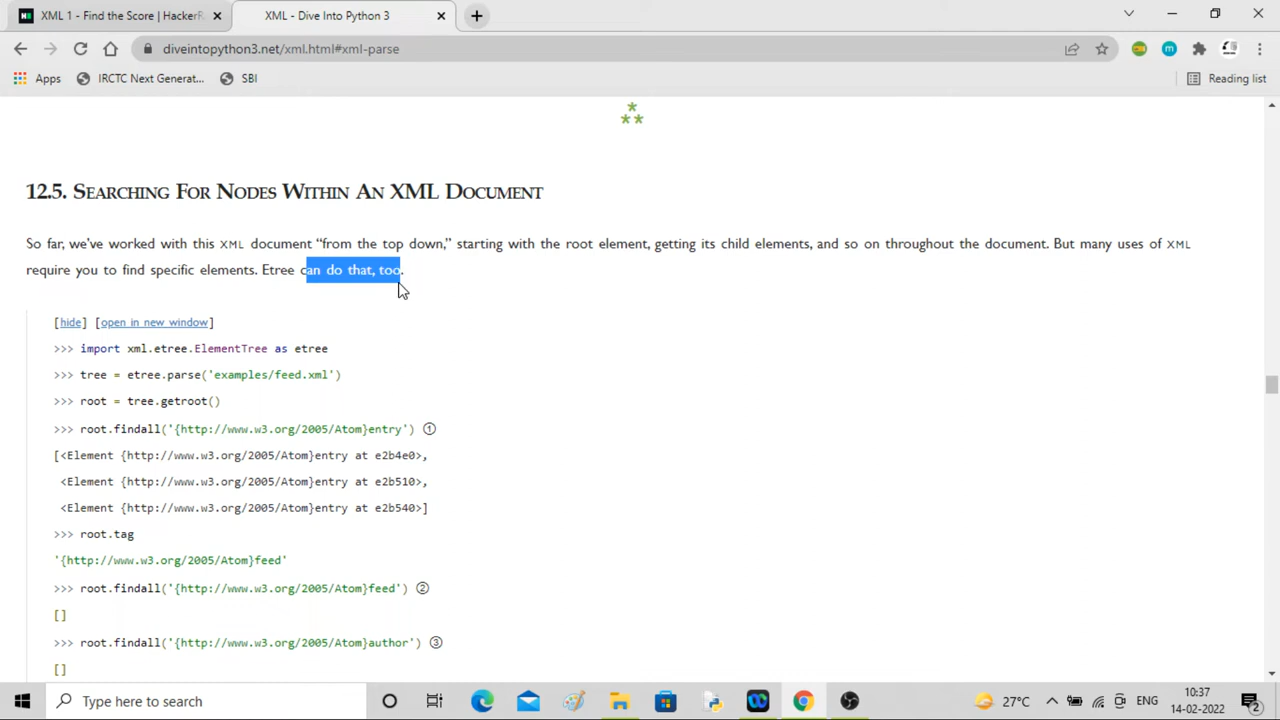 XML 1 - Find the Score | HackerR
XML - Dive Into Python 3
diveintopython3.net/xml.html#xml-parse
Apps
IRCTC Next Generat...
SBI
Reading list
12.5. SEARCHING FOR NODES WITHIN AN XML DOCUMENT
So far, we've worked with this XML document “from the top down,” starting with the root element, getting its child elements, and so on throughout the document. But many uses of XML
require you to find specific elements. Etree can do that, too.
[hide] [open in new window]
>>> import xml.etree.ElementTree as etree
>>> tree = etree.parse('examples/feed.xml')
>>> root = tree.getroot()
>>> root.findall('{http://www.w3.org/2005/Atom}entry') ①
[<Element {http://www.w3.org/2005/Atom}entry at e2b4e0>,
<Element {http://www.w3.org/2005/Atom}entry at e2b510>,
<Element {http://www.w3.org/2005/Atom}entry at e2b540>]
>>> root.tag
'{http://www.w3.org/2005/Atom}feed'
>>> root.findall('{http://www.w3.org/2005/Atom}feed') ②
[]
>>> root.findall('{http://www.w3.org/2005/Atom}author') ③
[]
Type here to search
27°C
ENG
10:37
14-02-2022
2